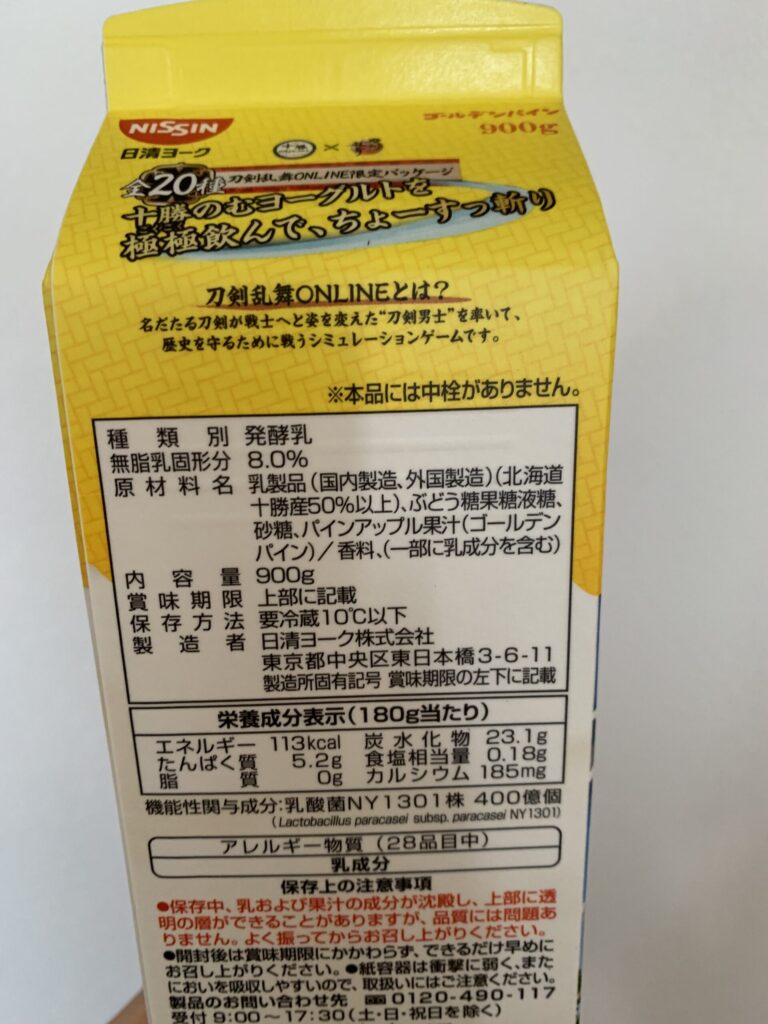 NISSIN
日清ヨーク
ゴールデンパイン
900g
十勝 ×
全20種 刀剣乱舞ONLINE限定パッケージ
十勝のむヨーグルトを
極極飲んで、ちょーすっ斬り
刀剣乱舞ONLINEとは?
名だたる刀剣が戦士へと姿を変えた“刀剣男士”を率いて、
歴史を守るために戦うシミュレーションゲームです。
※本品には中栓がありません。
種類別 発酵乳
無脂乳固形分 8.0%
原材料名 乳製品(国内製造、外国製造)(北海道
十勝産50%以上)、ぶどう糖果糖液糖、
砂糖、パインアップル果汁(ゴールデン
パイン)/香料、(一部に乳成分を含む)
内容量 900g
賞味期限 上部に記載
保存方法 要冷蔵10℃以下
製造者 日清ヨーク株式会社
東京都中央区東日本橋3-6-11
製造所固有記号 賞味期限の左下に記載
栄養成分表示(180g当たり)
エネルギー 113kcal 炭水化物 23.1g
たんぱく質 5.2g 食塩相当量 0.18g
脂質 0g カルシウム 185mg
機能性関与成分:乳酸菌NY1301株 400億個
(Lactobacillus paracasei subsp. paracasei NY1301)
アレルギー物質(28品目中)
乳成分
保存上の注意事項
●保存中、乳および果汁の成分が沈殿し、上部に透
明の層ができることがありますが、品質には問題あ
りません。よく振ってからお召し上がりください。
●開封後は賞味期限にかかわらず、できるだけ早めに
お召し上がりください。●紙容器は衝撃に弱く、また
においを吸収しやすいので、取扱いにはご注意ください。
製品のお問い合わせ先 0120-490-117
受付 9:00〜17:30(土・日・祝日を除く)